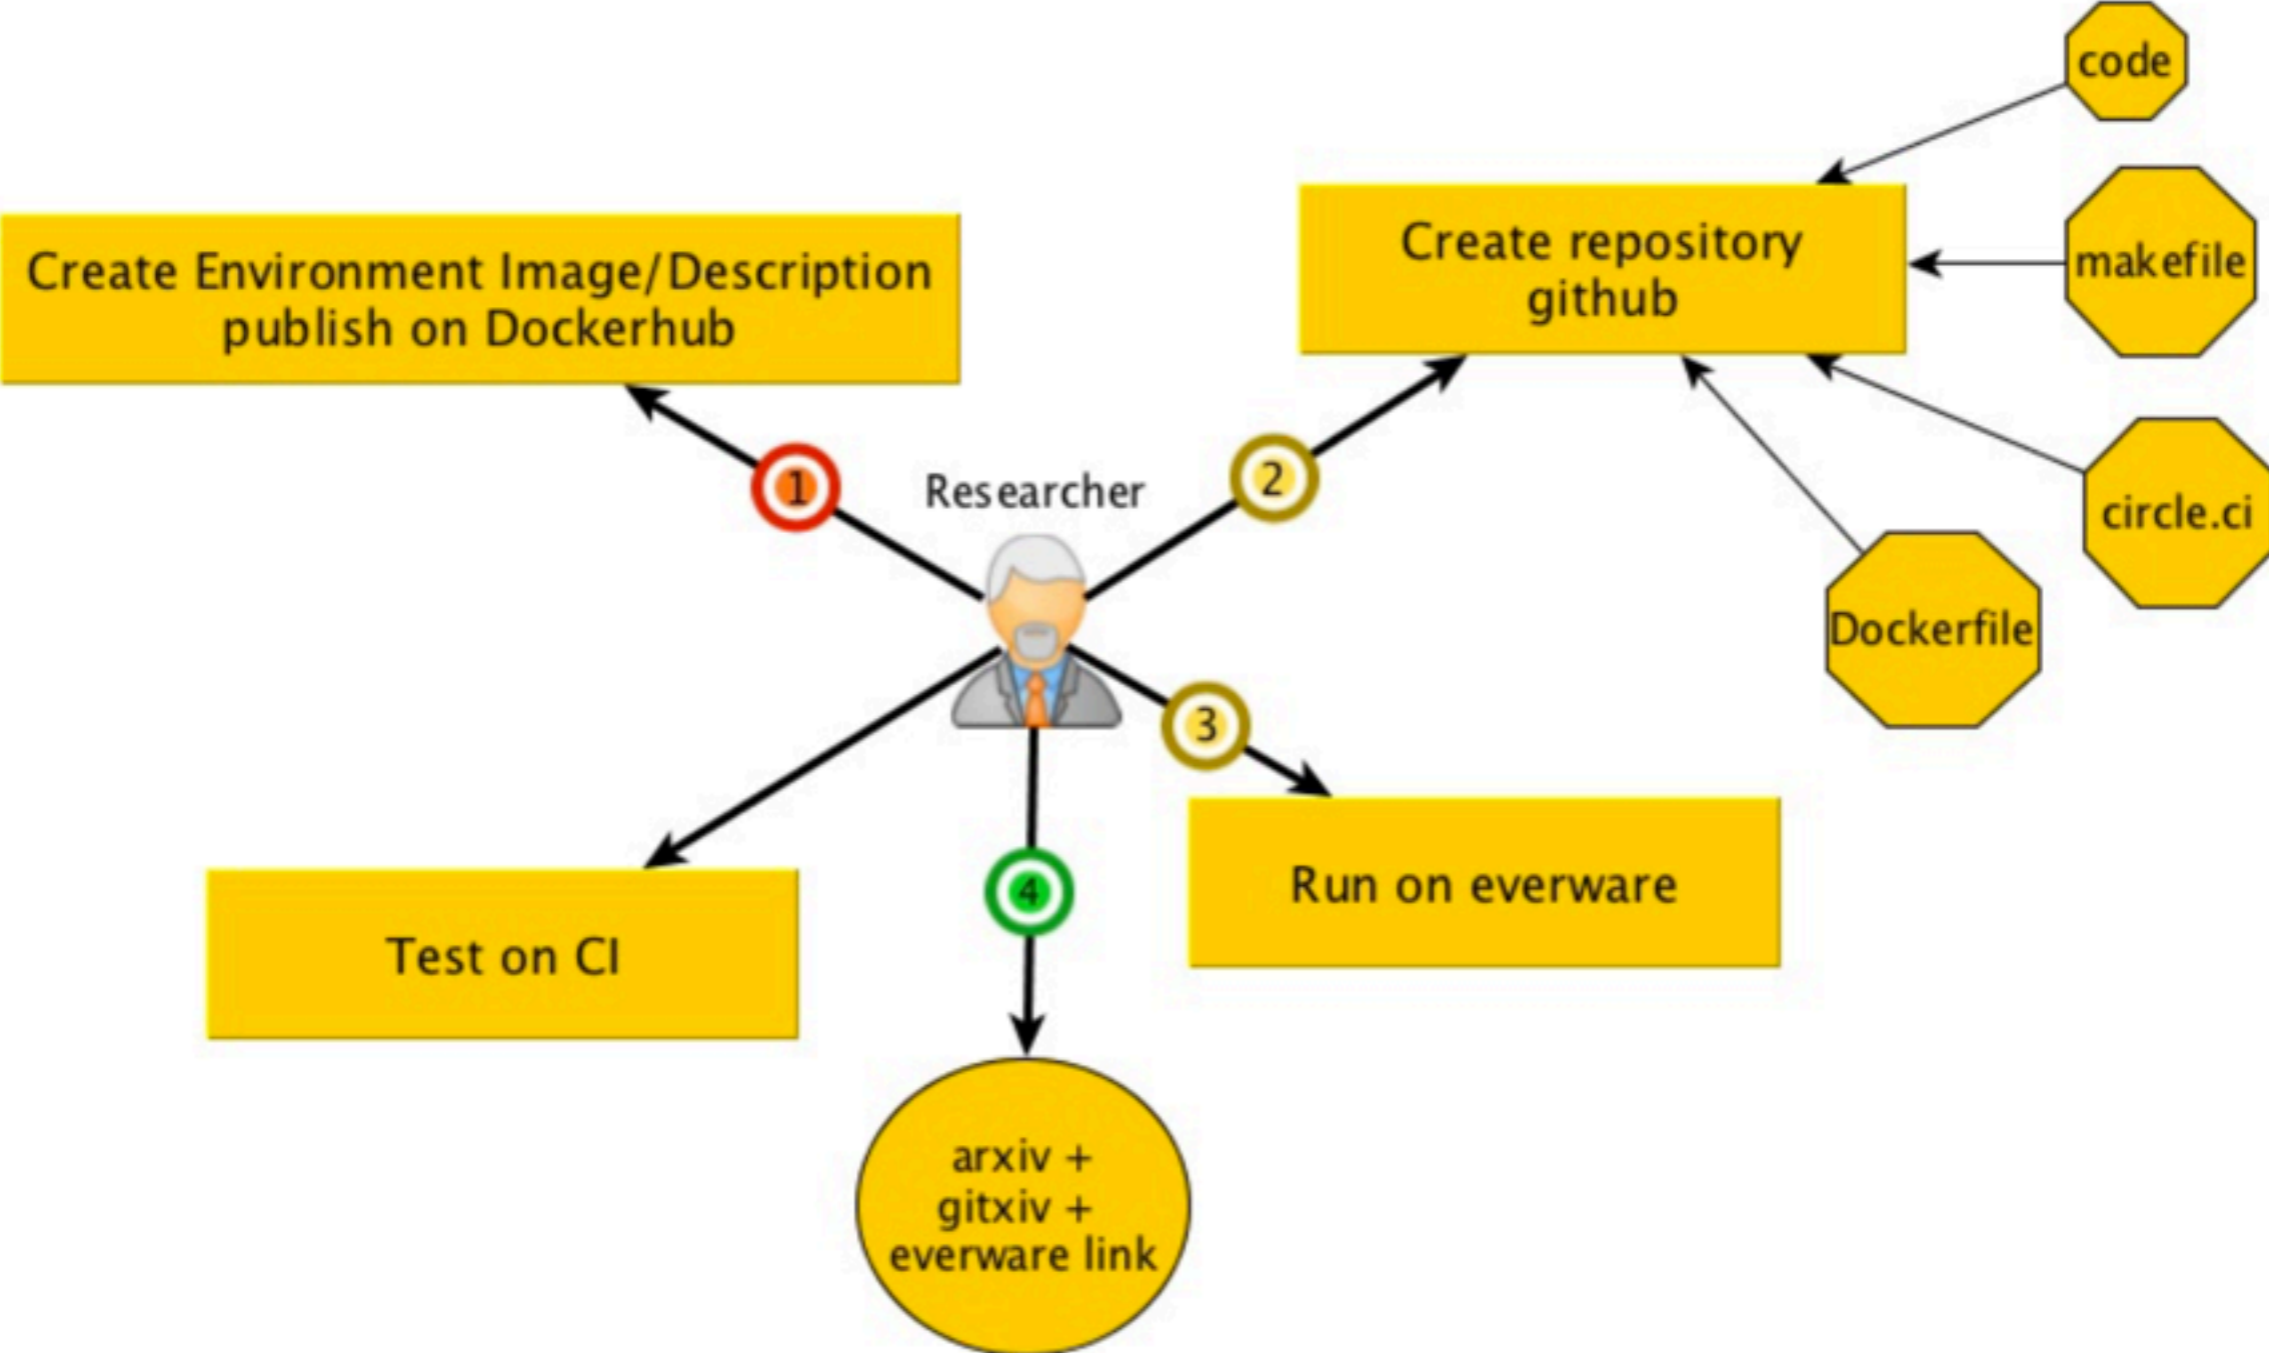 code
Create repository
github
makefile
Create Environment Image/Description
publish on Dockerhub
1
Researcher
2
circle.ci
Dockerfile
3
4
Run on everware
Test on CI
arxiv +
gitxiv +
everware link